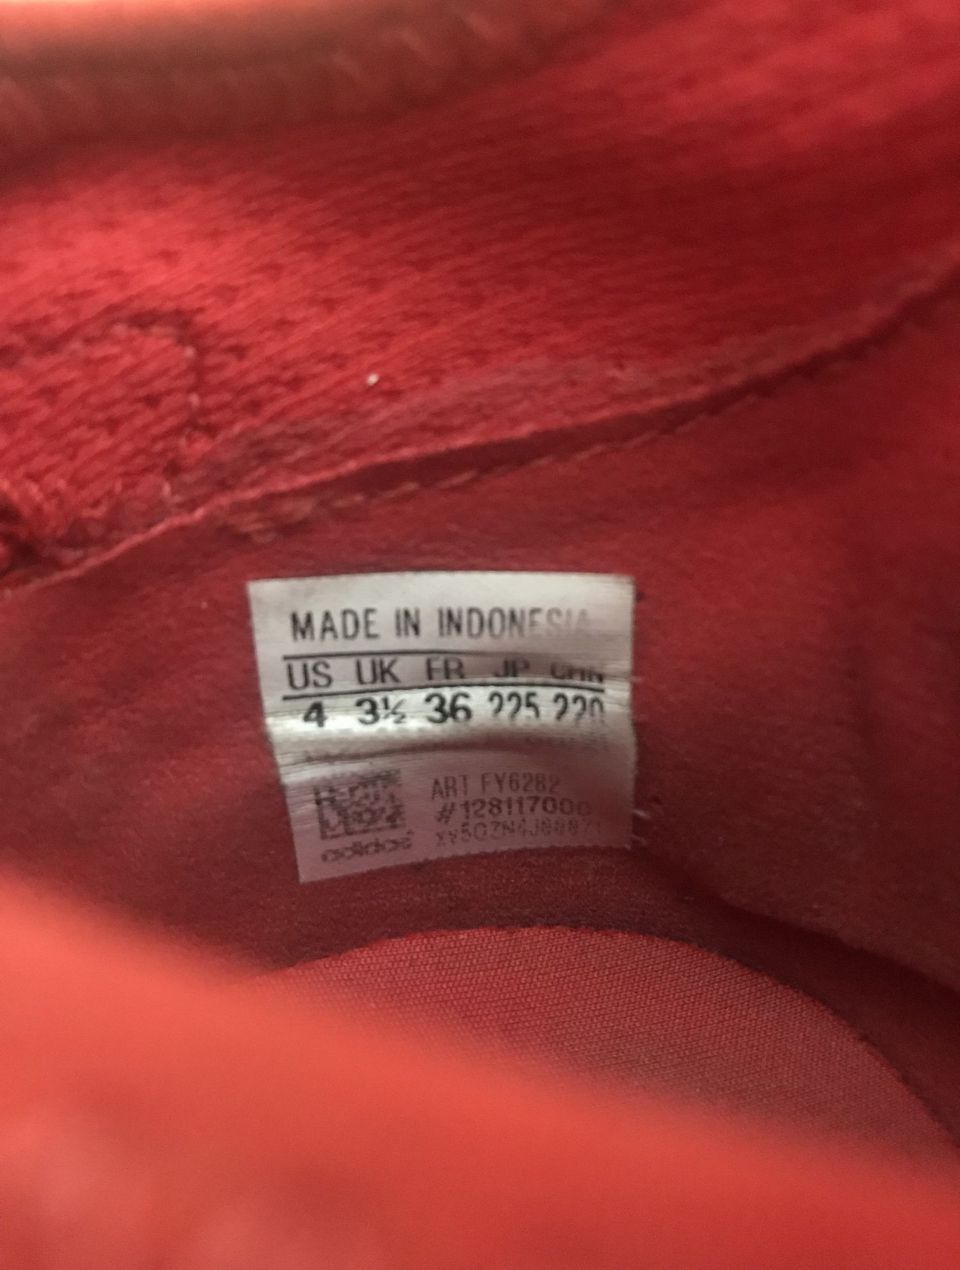 MADE IN INDONESIA
US UK FR JP CHN
4 3½ 36 225 220
ART FY6282
#128117000
adidas